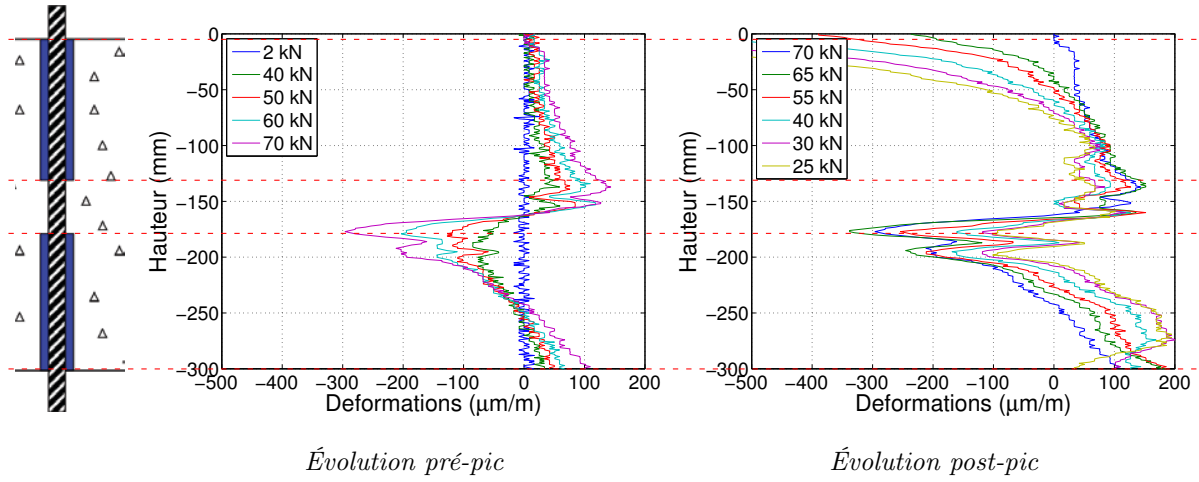 0
−50
−100
−150
−200
−250
−300
Hauteur (mm)
2 kN
40 kN
50 kN
60 kN
70 kN
−500 −400 −300 −200 −100 0 100 200
Deformations (μm/m)
Évolution pré-pic
0
−50
−100
−150
−200
−250
−300
Hauteur (mm)
70 kN
65 kN
55 kN
40 kN
30 kN
25 kN
−500 −400 −300 −200 −100 0 100 200
Deformations (μm/m)
Évolution post-pic